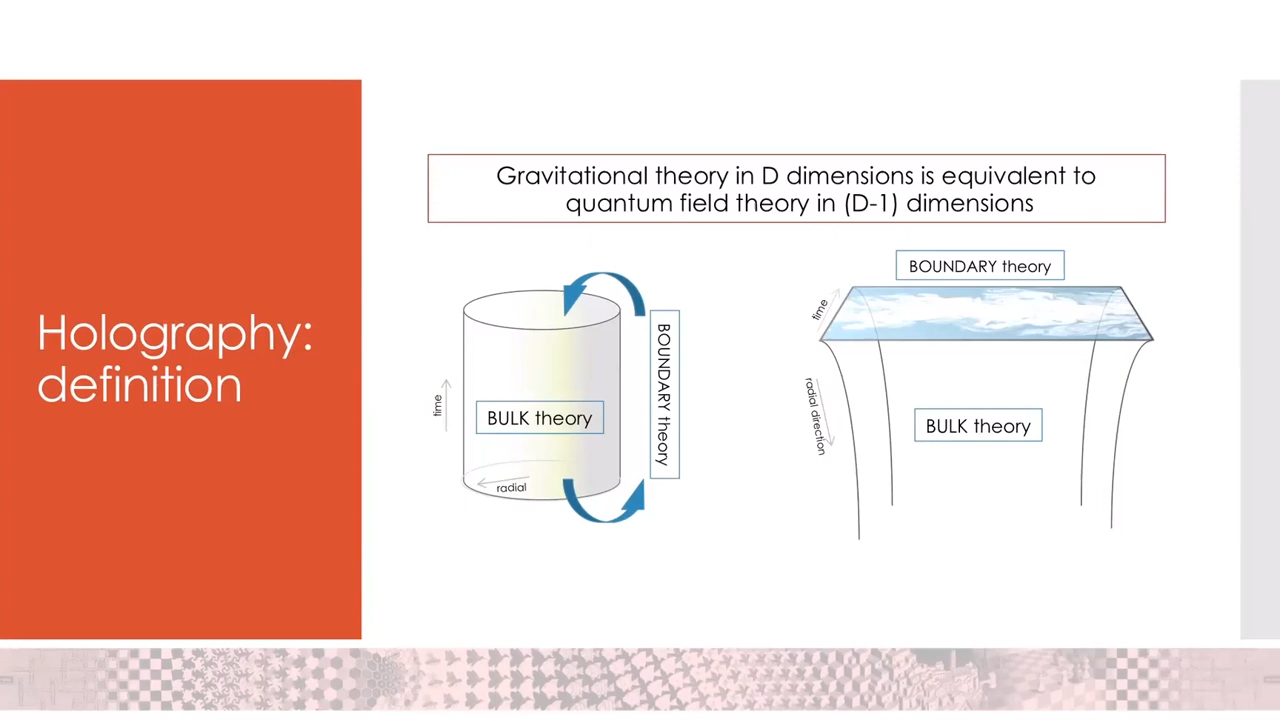 Holography:
definition
Gravitational theory in D dimensions is equivalent to
quantum field theory in (D-1) dimensions
time
BULK theory
radial
BOUNDARY theory
BOUNDARY theory
time
radial direction
BULK theory